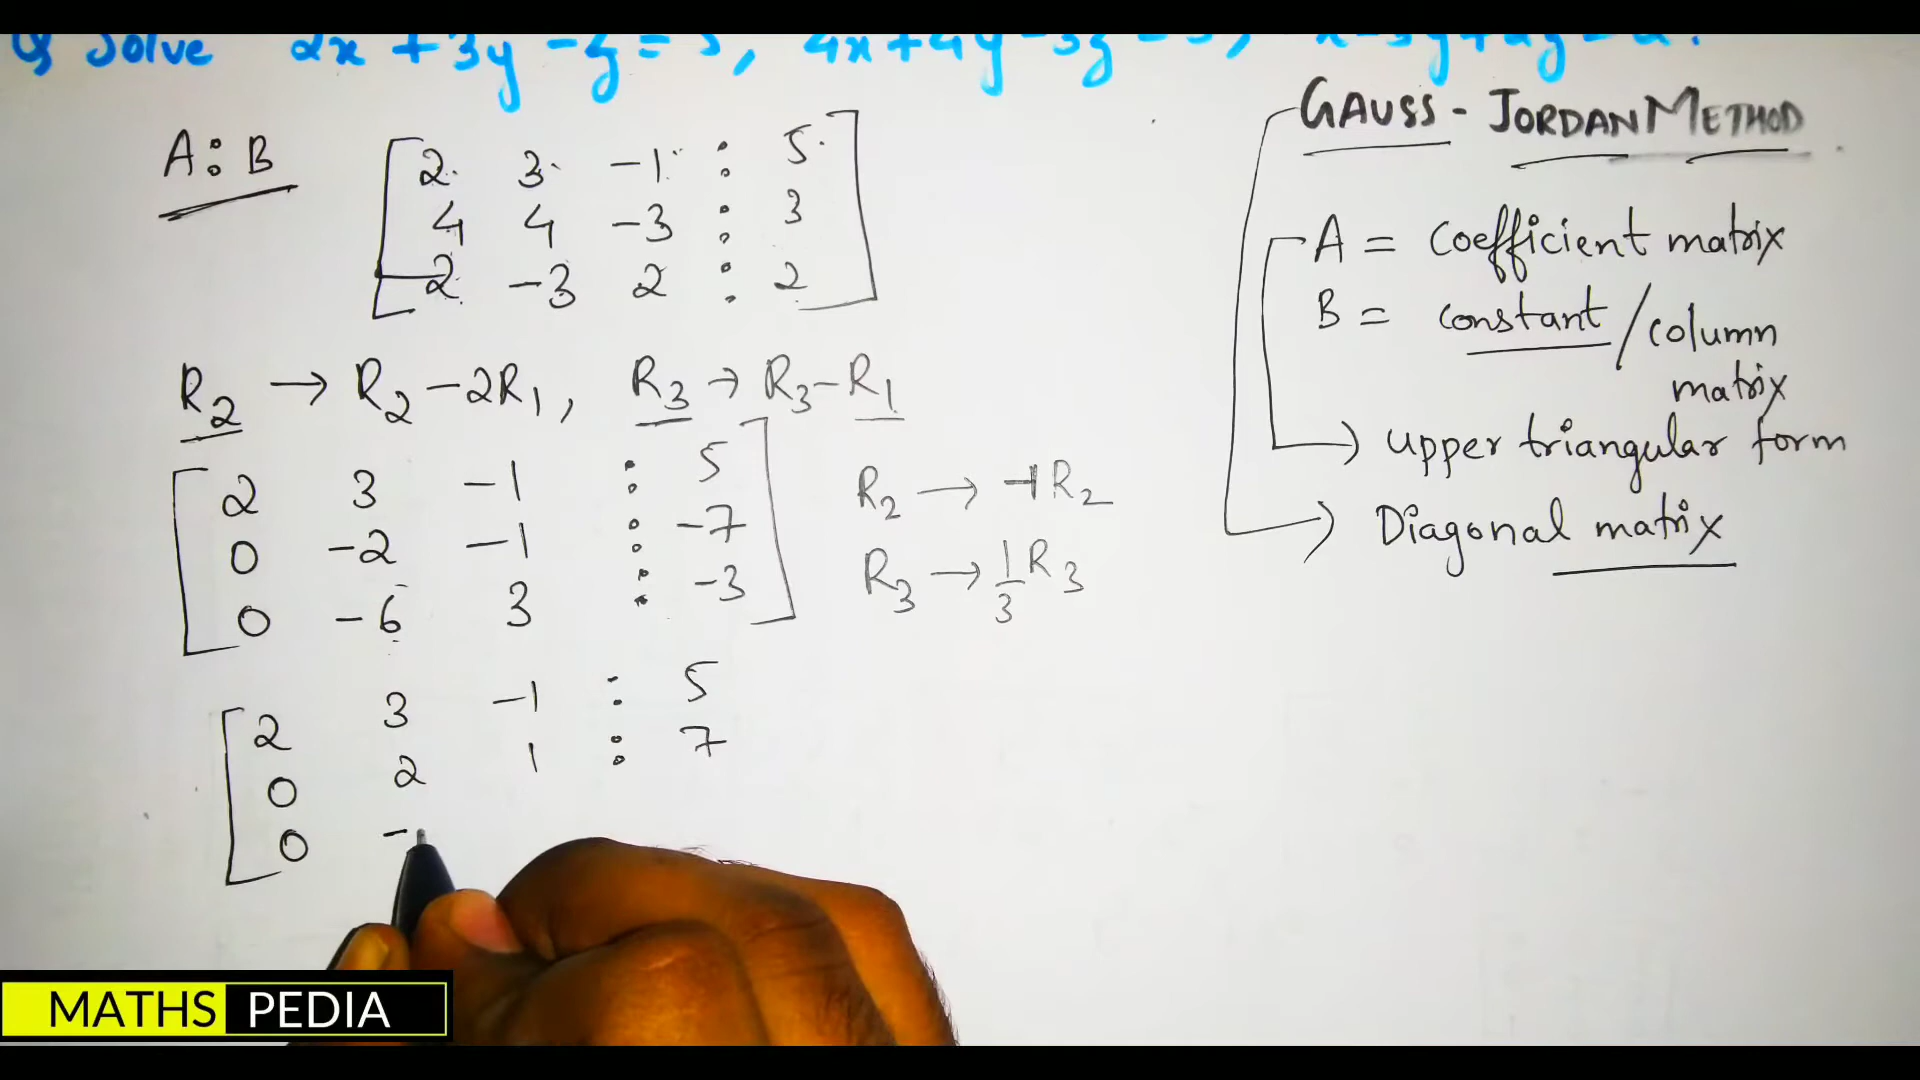 Q Solve 2x + 3y - z = 5, 4x + 4y - 3z = 3,
GAUSS - JORDAN METHOD
A : B
2 3 -1 : 5
4 4 -3 : 3
2 -3 2 : 2
A = coefficient matrix
B = constant / column matrix
R2 → R2 - 2R1, R3 → R3 - R1
upper triangular form
Diagonal matrix
2 3 -1 : 5
0 -2 -1 : -7
0 -6 3 : -3
R2 → -1R2
R3 → 1/3 R3
2 3 -1 : 5
0 2 1 : 7
0 -
MATHS PEDIA